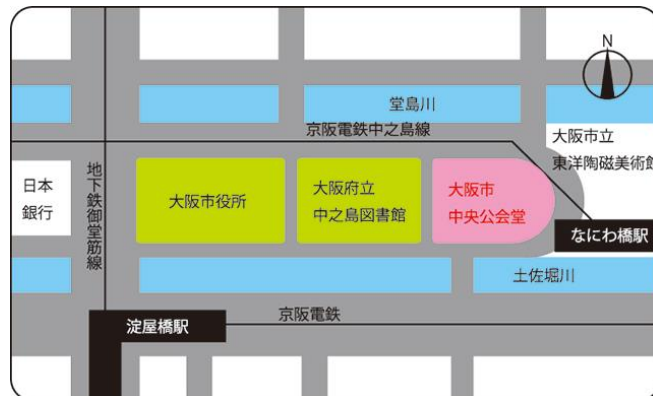 N
堂島川
京阪電鉄中之島線
大阪市立
東洋陶磁美術館
日本
銀行
地下鉄御堂筋線
大阪市役所
大阪府立
中之島図書館
大阪市
中央公会堂
なにわ橋駅
土佐堀川
京阪電鉄
淀屋橋駅